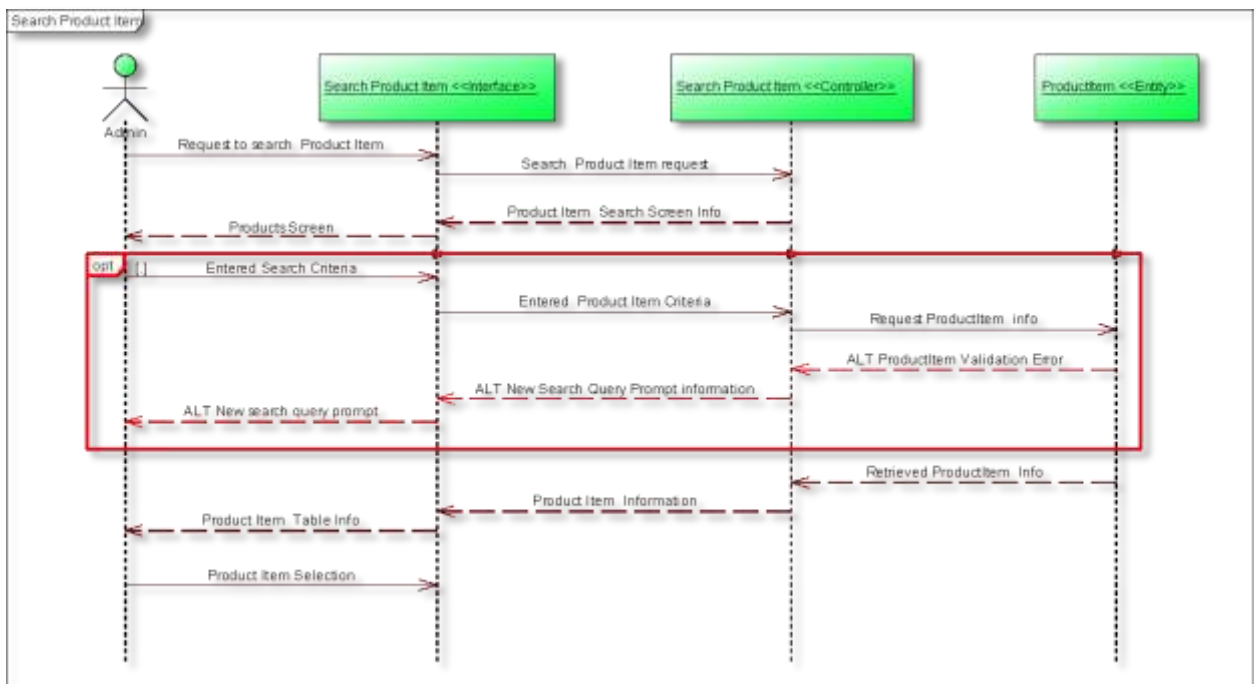 Search Product Item
Search Product Item <<Interface>>
Search Product Item <<Controller>>
ProductItem <<Entity>>
Admin
Request to search Product Item
Search Product Item request
Product Item Search Screen Info
ProductsScreen
opt
[.]
Entered Search Criteria
Entered Product Item Criteria
Request ProductItem info
ALT ProductItem Validation Error
ALT New Search Query Prompt information
ALT New search query prompt
Retrieved ProductItem Info
Product Item Information
Product Item Table Info
Product Item Selection